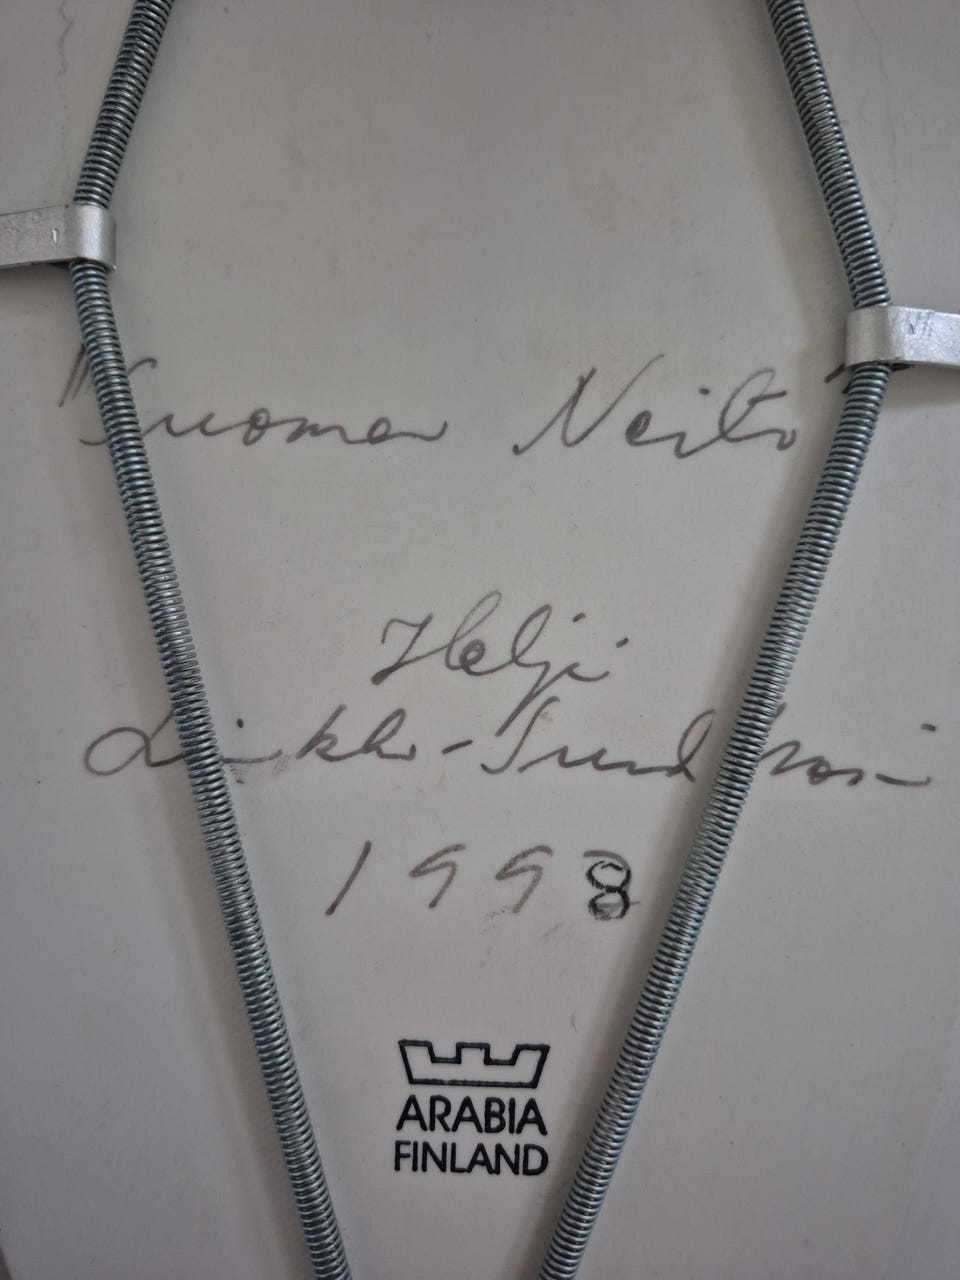 "Suomen Neito"
Heljä
Liukko-Sundström
1998
ARABIA
FINLAND